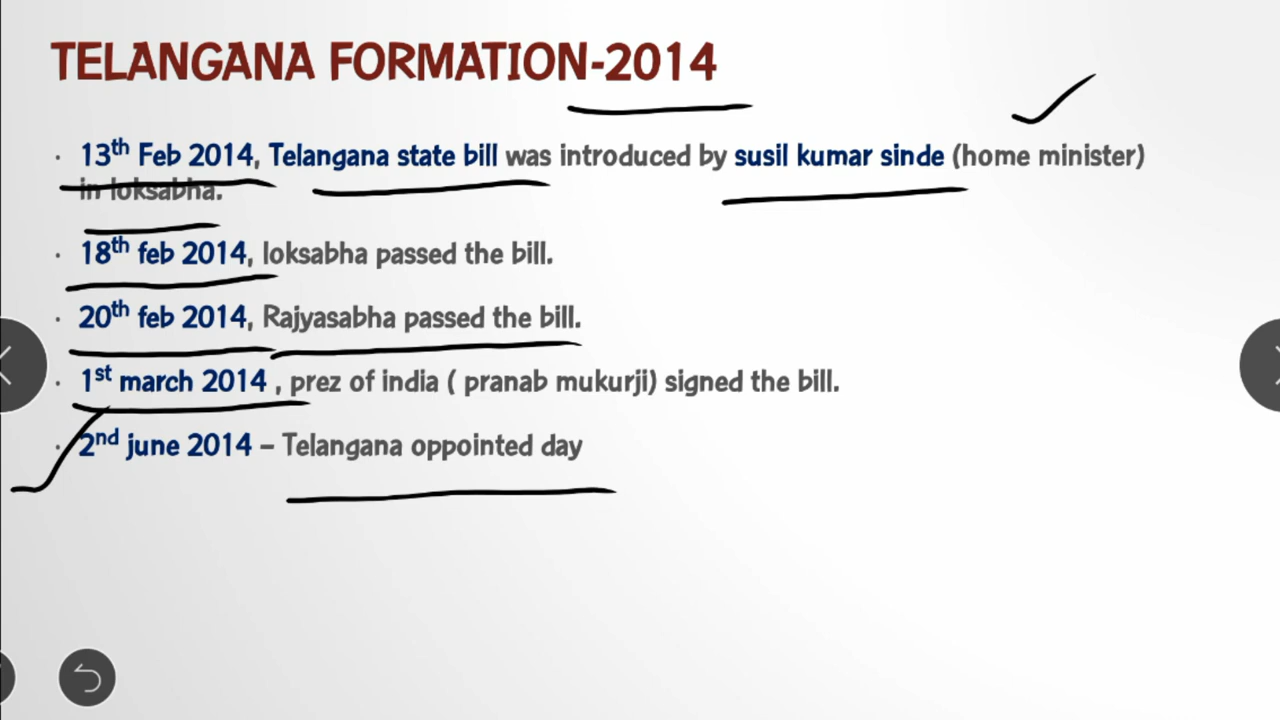 TELANGANA FORMATION-2014
· 13th Feb 2014, Telangana state bill was introduced by susil kumar sinde (home minister)
in loksabha.
· 18th feb 2014, loksabha passed the bill.
· 20th feb 2014, Rajyasabha passed the bill.
· 1st march 2014 , prez of india ( pranab mukurji) signed the bill.
· 2nd june 2014 – Telangana oppointed day